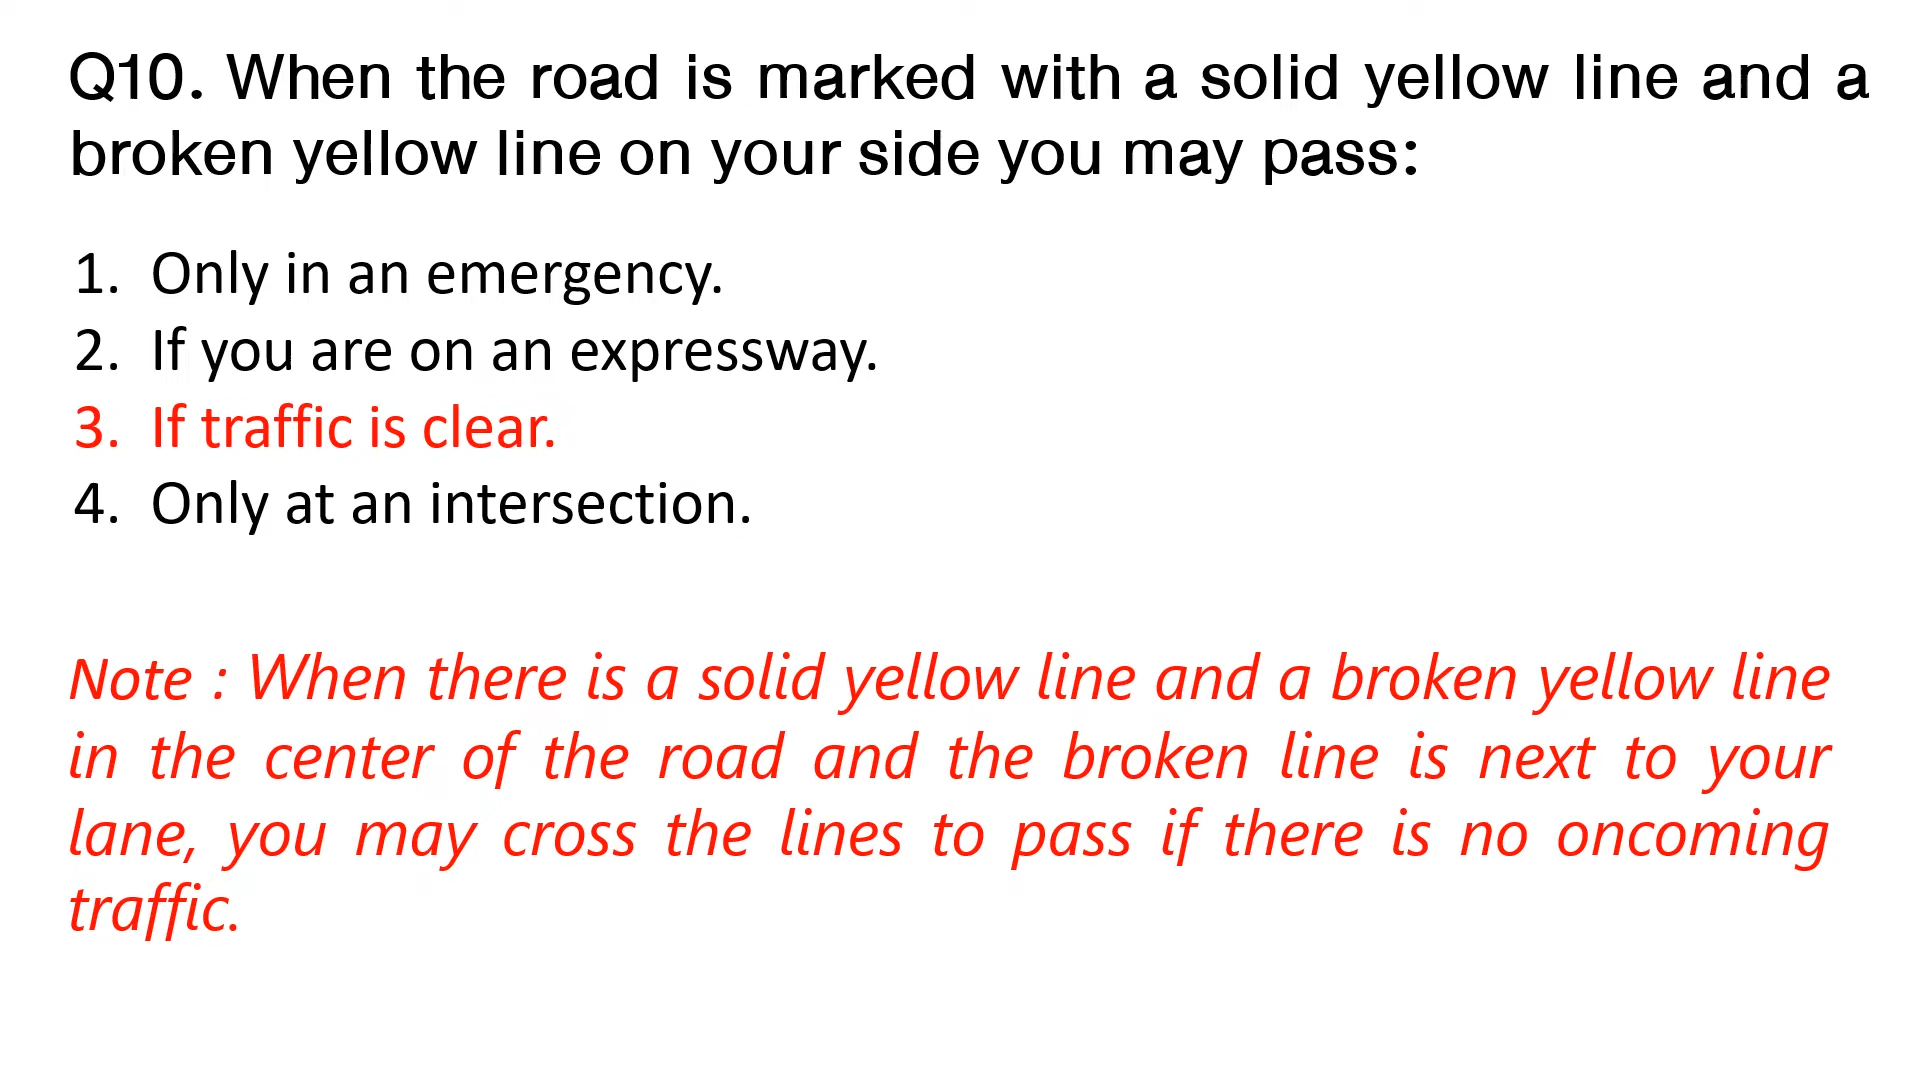 Q10. When the road is marked with a solid yellow line and a
broken yellow line on your side you may pass:
1. Only in an emergency.
2. If you are on an expressway.
3. If traffic is clear.
4. Only at an intersection.
Note : When there is a solid yellow line and a broken yellow line
in the center of the road and the broken line is next to your
lane, you may cross the lines to pass if there is no oncoming
traffic.